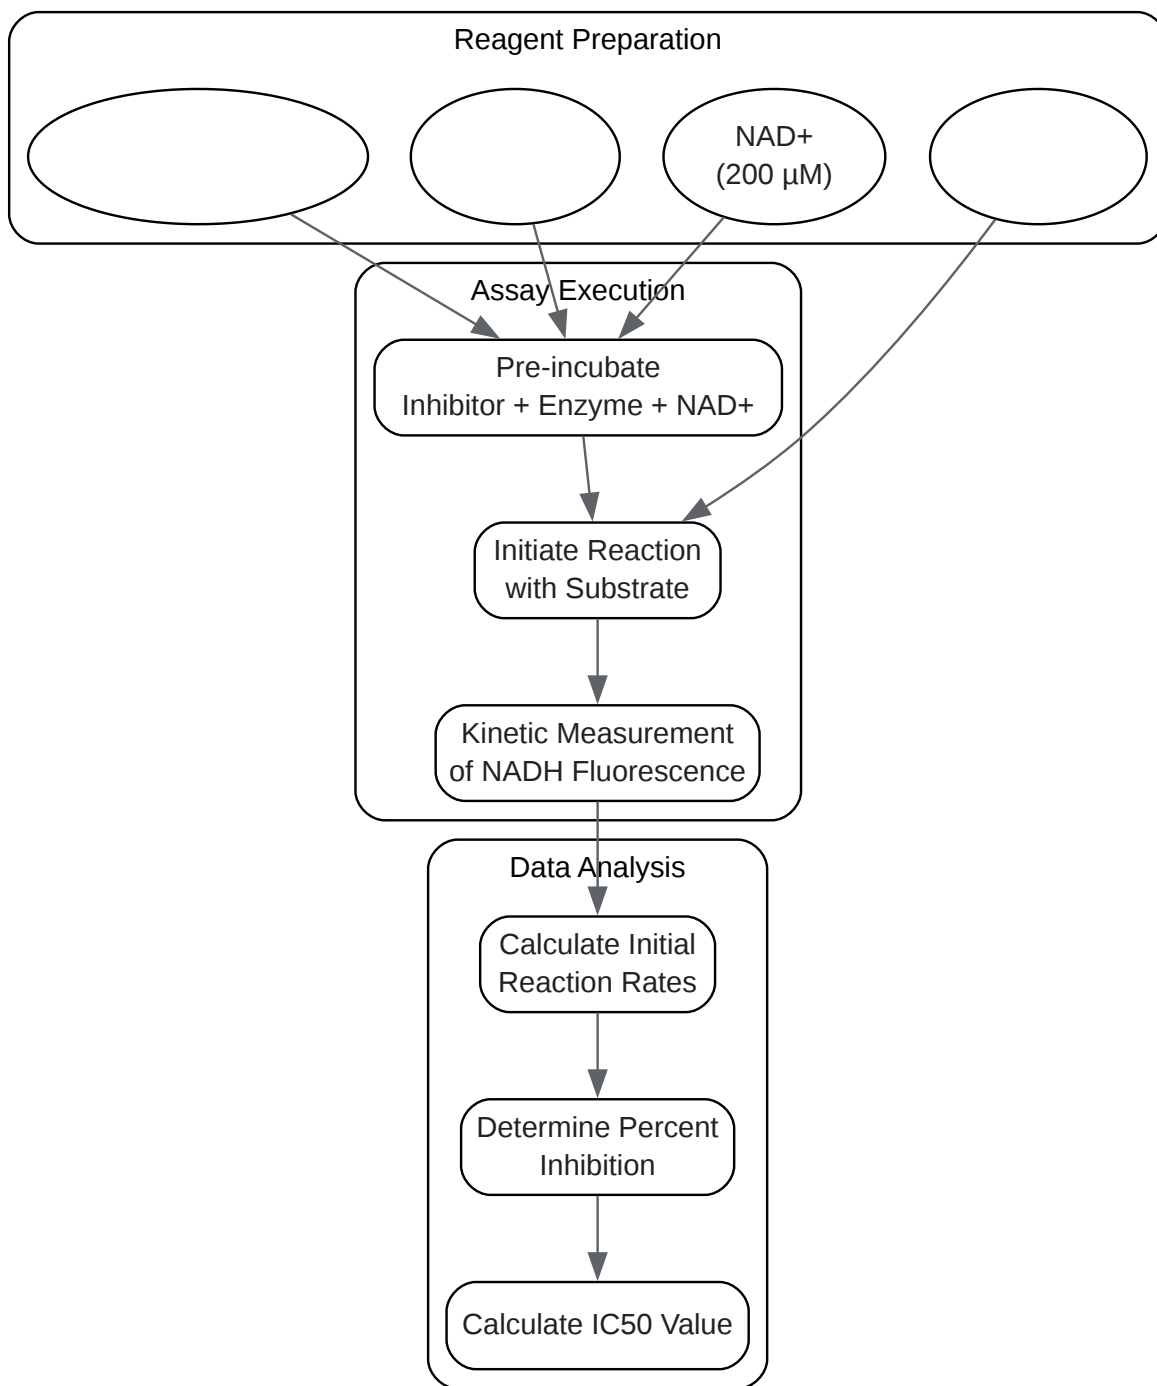 Reagent Preparation
NAD+
(200 µM)
Assay Execution
Pre-incubate
Inhibitor + Enzyme + NAD+
Initiate Reaction
with Substrate
Kinetic Measurement
of NADH Fluorescence
Data Analysis
Calculate Initial
Reaction Rates
Determine Percent
Inhibition
Calculate IC50 Value